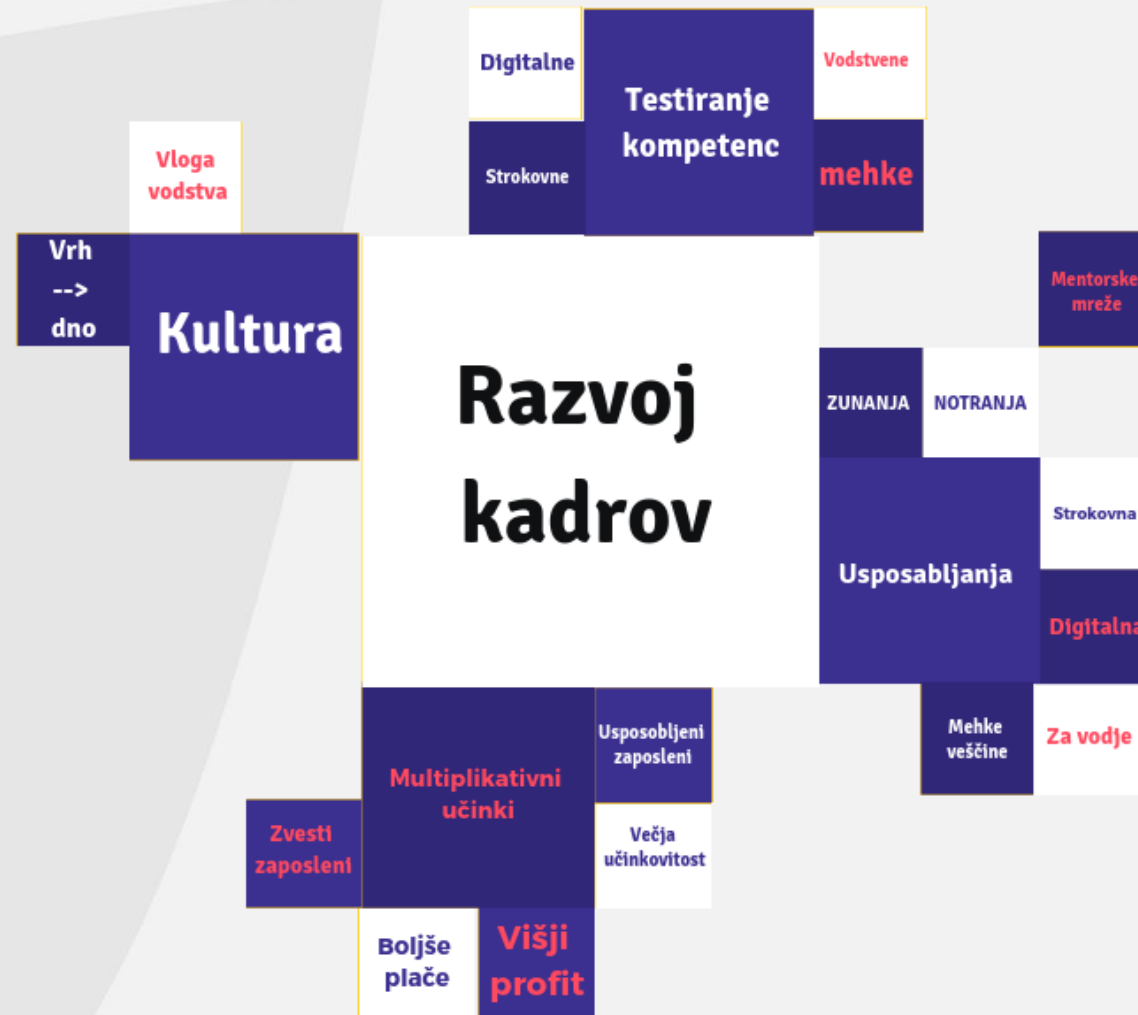 Digitalne
Testiranje
kompetenc
Vodstvene
Strokovne
mehke
Vloga
vodstva
Vrh
-->
dno
Kultura
Razvoj
kadrov
Mentorske
mreže
ZUNANJA
NOTRANJA
Usposabljanja
Strokovna
Digitalna
Mehke
veščine
Za vodje
Multiplikativni
učinki
Usposobljeni
zaposleni
Večja
učinkovitost
Zvesti
zaposleni
Boljše
plače
Višji
profit